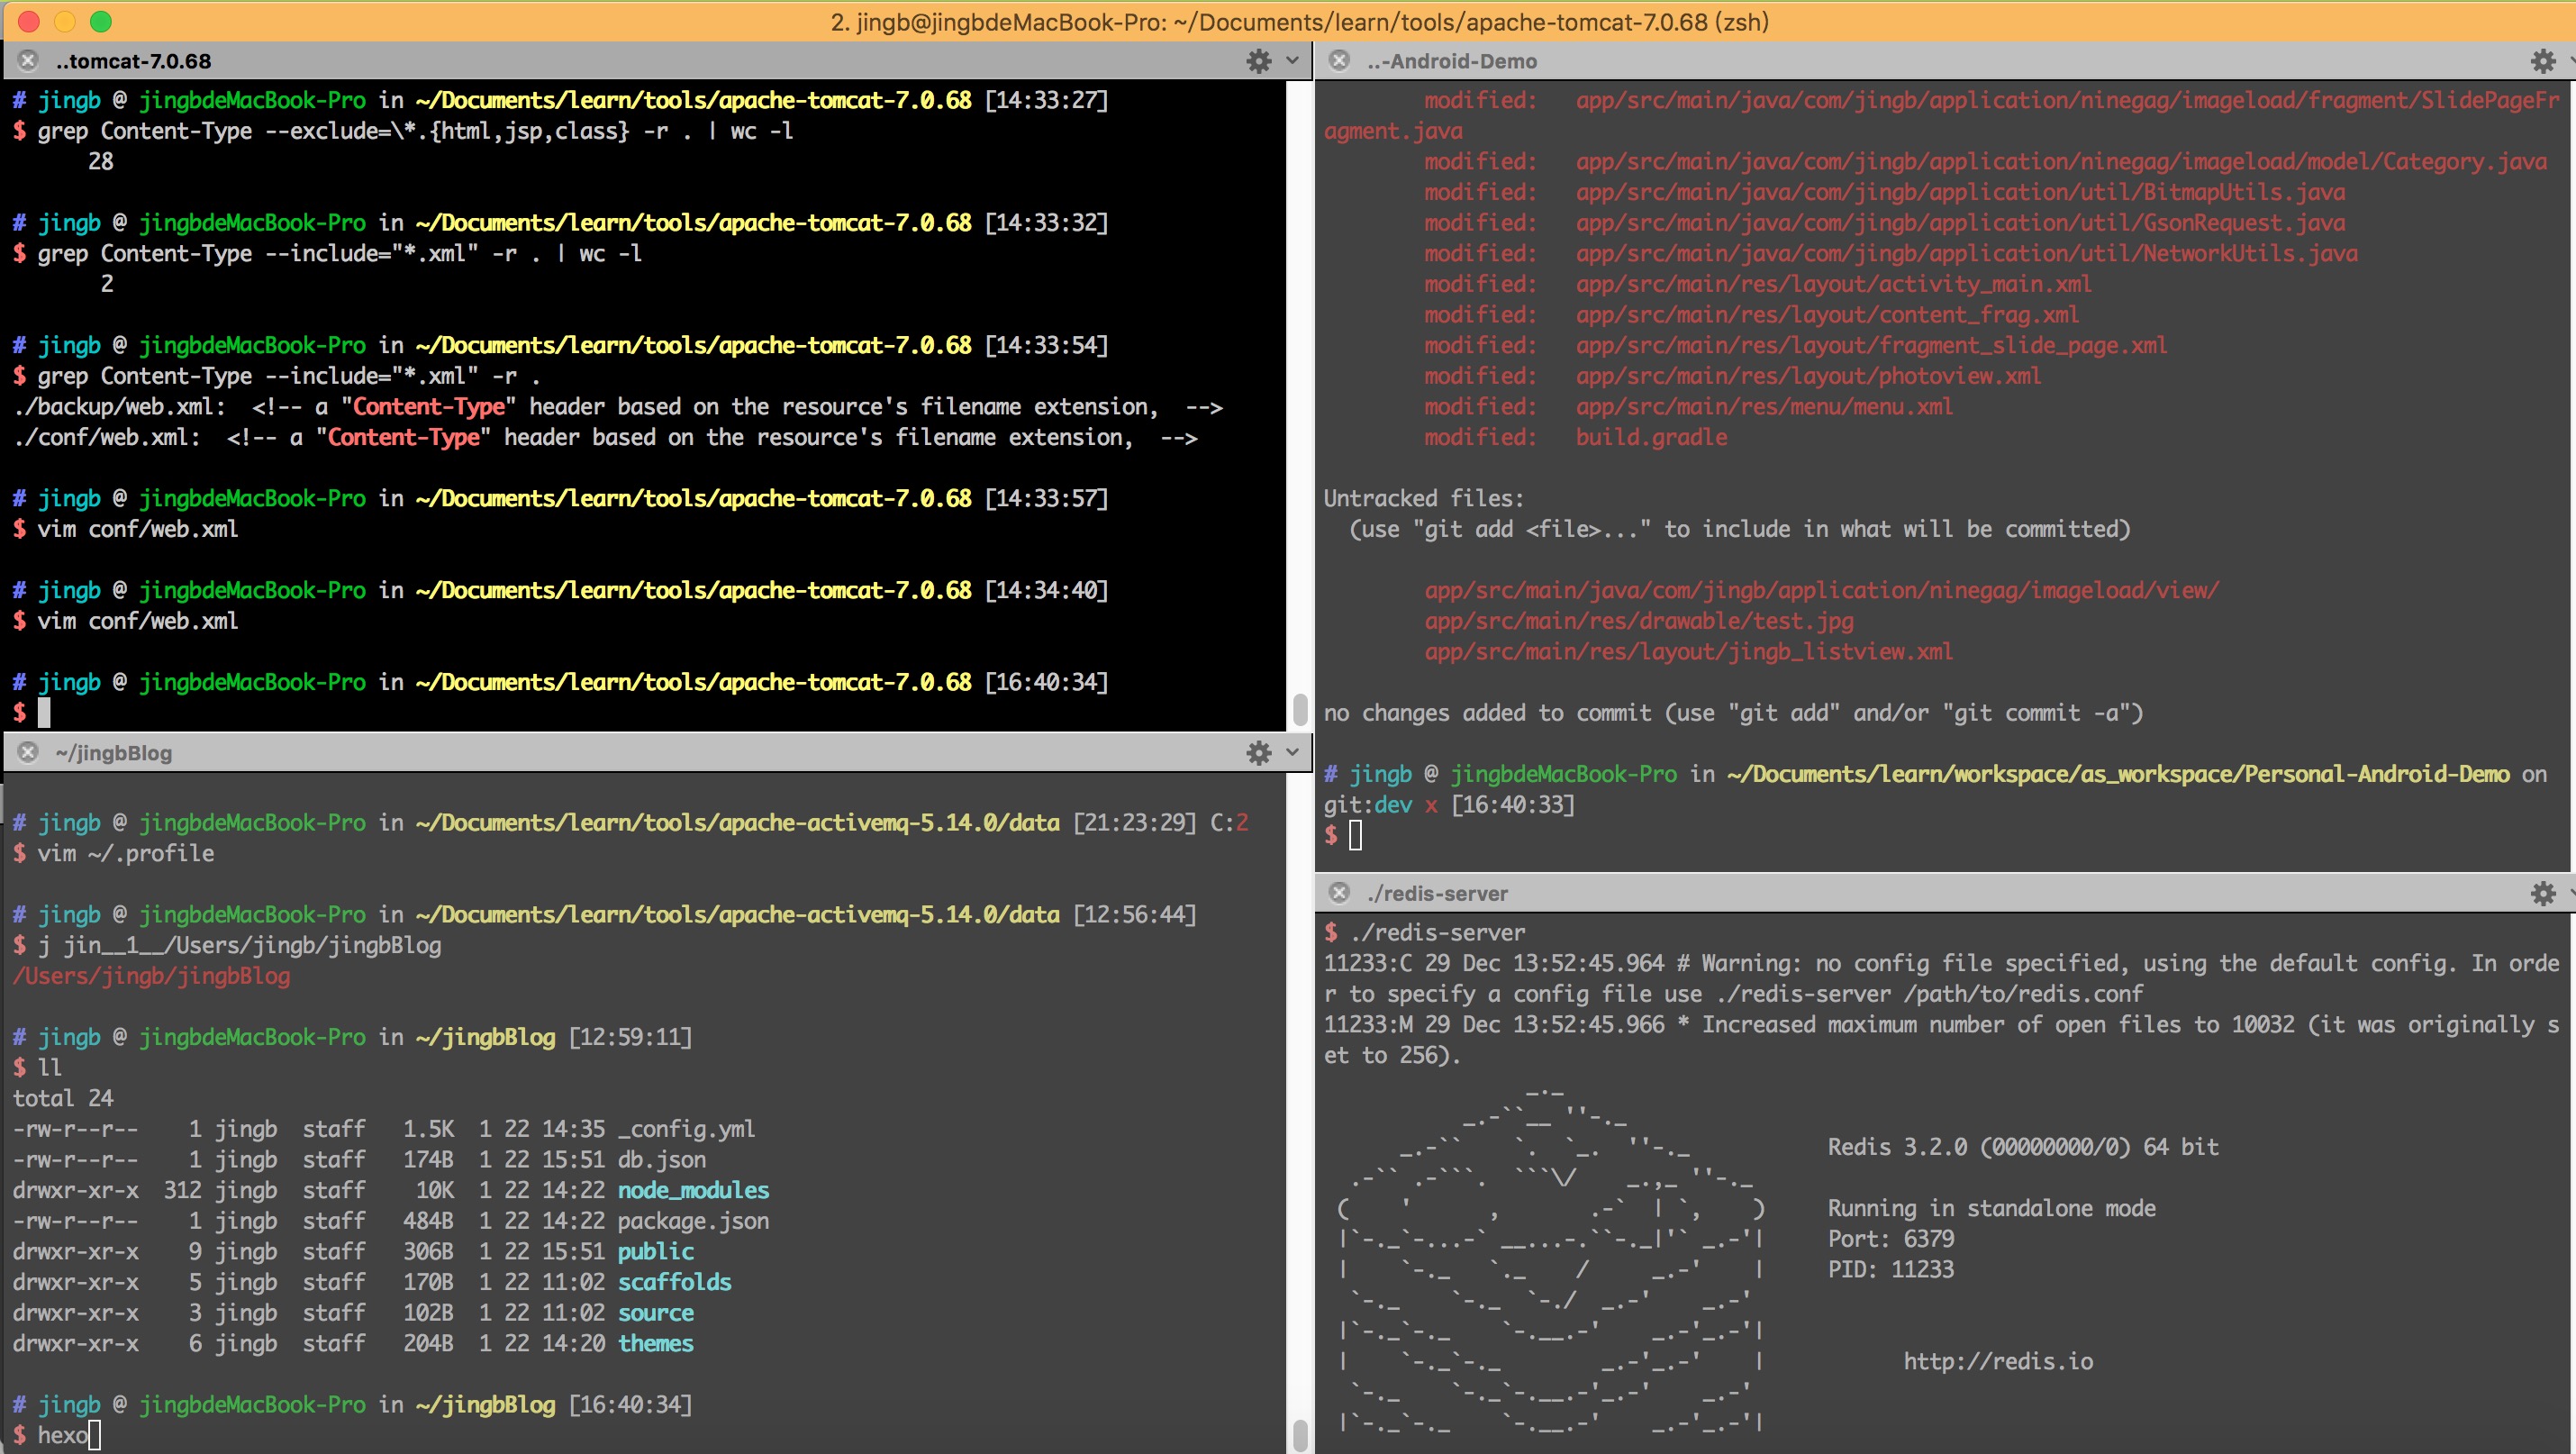 2. jingb@jingbdeMacBook-Pro: ~/Documents/learn/tools/apache-tomcat-7.0.68 (zsh)
..tomcat-7.0.68
# jingb @ jingbdeMacBook-Pro in ~/Documents/learn/tools/apache-tomcat-7.0.68 [14:33:27]
$ grep Content-Type --exclude=\*.{html,jsp,class} -r . | wc -l
      28

# jingb @ jingbdeMacBook-Pro in ~/Documents/learn/tools/apache-tomcat-7.0.68 [14:33:32]
$ grep Content-Type --include="*.xml" -r . | wc -l
       2

# jingb @ jingbdeMacBook-Pro in ~/Documents/learn/tools/apache-tomcat-7.0.68 [14:33:54]
$ grep Content-Type --include="*.xml" -r .
./backup/web.xml:  <!-- a "Content-Type" header based on the resource's filename extension,  -->
./conf/web.xml:  <!-- a "Content-Type" header based on the resource's filename extension,  -->

# jingb @ jingbdeMacBook-Pro in ~/Documents/learn/tools/apache-tomcat-7.0.68 [14:33:57]
$ vim conf/web.xml

# jingb @ jingbdeMacBook-Pro in ~/Documents/learn/tools/apache-tomcat-7.0.68 [14:34:40]
$ vim conf/web.xml

# jingb @ jingbdeMacBook-Pro in ~/Documents/learn/tools/apache-tomcat-7.0.68 [16:40:34]
$
~/jingbBlog
# jingb @ jingbdeMacBook-Pro in ~/Documents/learn/tools/apache-activemq-5.14.0/data [21:23:29] C:2
$ vim ~/.profile

# jingb @ jingbdeMacBook-Pro in ~/Documents/learn/tools/apache-activemq-5.14.0/data [12:56:44]
$ j jin__1__/Users/jingb/jingbBlog
/Users/jingb/jingbBlog

# jingb @ jingbdeMacBook-Pro in ~/jingbBlog [12:59:11]
$ ll
total 24
-rw-r--r--    1 jingb  staff   1.5K  1 22 14:35 _config.yml
-rw-r--r--    1 jingb  staff   174B  1 22 15:51 db.json
drwxr-xr-x  312 jingb  staff    10K  1 22 14:22 node_modules
-rw-r--r--    1 jingb  staff   484B  1 22 14:22 package.json
drwxr-xr-x    9 jingb  staff   306B  1 22 15:51 public
drwxr-xr-x    5 jingb  staff   170B  1 22 11:02 scaffolds
drwxr-xr-x    3 jingb  staff   102B  1 22 11:02 source
drwxr-xr-x    6 jingb  staff   204B  1 22 14:20 themes

# jingb @ jingbdeMacBook-Pro in ~/jingbBlog [16:40:34]
$ hexo
..-Android-Demo
        modified:   app/src/main/java/com/jingb/application/ninegag/imageload/fragment/SlidePageFr
agment.java
        modified:   app/src/main/java/com/jingb/application/ninegag/imageload/model/Category.java
        modified:   app/src/main/java/com/jingb/application/util/BitmapUtils.java
        modified:   app/src/main/java/com/jingb/application/util/GsonRequest.java
        modified:   app/src/main/java/com/jingb/application/util/NetworkUtils.java
        modified:   app/src/main/res/layout/activity_main.xml
        modified:   app/src/main/res/layout/content_frag.xml
        modified:   app/src/main/res/layout/fragment_slide_page.xml
        modified:   app/src/main/res/layout/photoview.xml
        modified:   app/src/main/res/menu/menu.xml
        modified:   build.gradle

Untracked files:
  (use "git add <file>..." to include in what will be committed)

        app/src/main/java/com/jingb/application/ninegag/imageload/view/
        app/src/main/res/drawable/test.jpg
        app/src/main/res/layout/jingb_listview.xml

no changes added to commit (use "git add" and/or "git commit -a")

# jingb @ jingbdeMacBook-Pro in ~/Documents/learn/workspace/as_workspace/Personal-Android-Demo on
git:dev x [16:40:33]
$
./redis-server
$ ./redis-server
11233:C 29 Dec 13:52:45.964 # Warning: no config file specified, using the default config. In orde
r to specify a config file use ./redis-server /path/to/redis.conf
11233:M 29 Dec 13:52:45.966 * Increased maximum number of open files to 10032 (it was originally s
et to 256).
Redis 3.2.0 (00000000/0) 64 bit
Running in standalone mode
Port: 6379
PID: 11233
http://redis.io